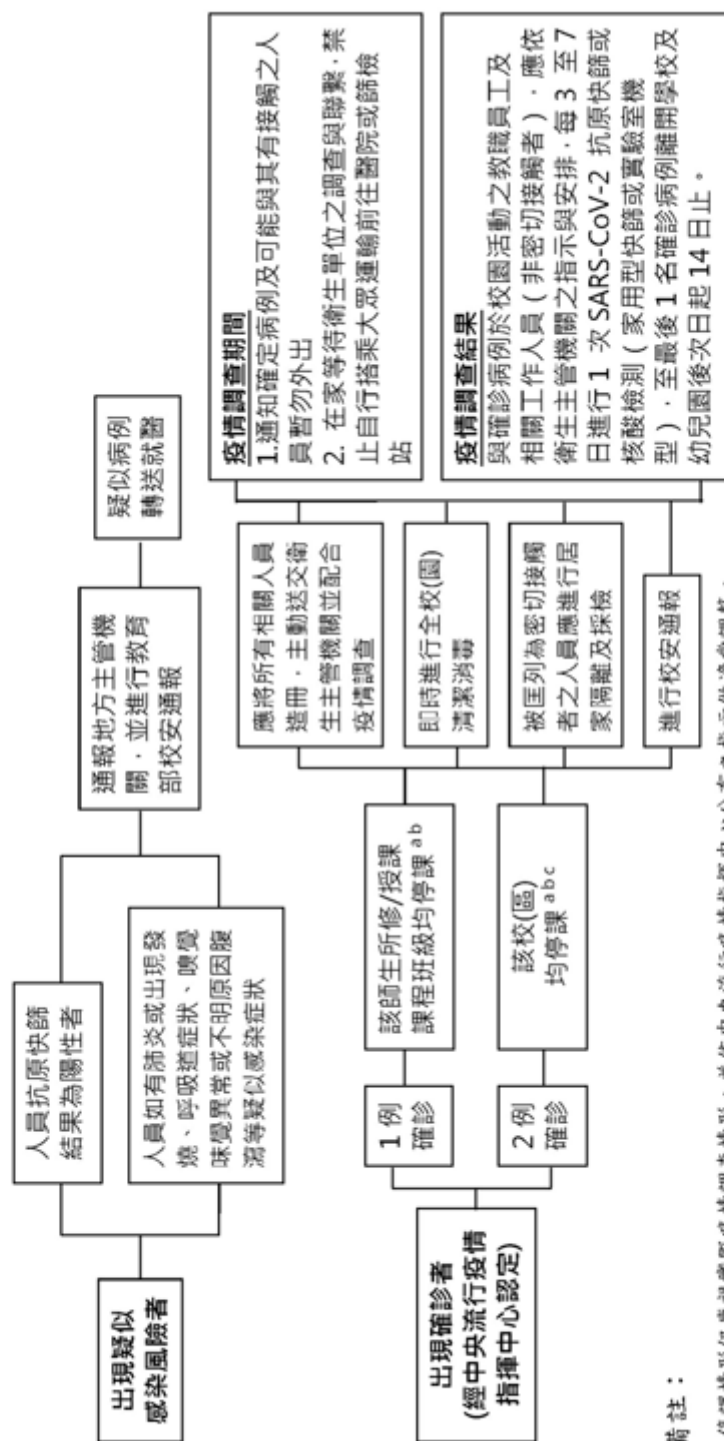 出現疑似
感染風險者
人員抗原快篩
結果為陽性者
人員如有肺炎或出現發
燒、呼吸道症狀、嗅覺
味覺異常或不明原因腹
瀉等疑似感染症狀
通報地方主管機
關，並進行教育
部校安通報
疑似病例
轉送就醫
出現確診者
(經中央流行疫情
指揮中心認定)
1 例
確診
該師生所修/授課
課程班級均停課 ab
2 例
確診
該校(區)
均停課 abc
應將所有相關人員
造冊，主動送交衛
生主管機關並配合
疫情調查
即時進行全校(園)
清潔消毒
被匡列為密切接觸
者之人員應進行居
家隔離及採檢
進行校安通報
疫情調查期間
1.通知確定病例及可能與其有接觸之人
員暫勿外出
2. 在家等待衛生單位之調查與聯繫，禁
止自行搭乘大眾運輸前往醫院或篩檢
站
疫情調查結果
與確診病例於校園活動之教職員工及
相關工作人員（非密切接觸者），應依
衛生主管機關之指示與安排，每 3 至 7
日進行 1 次 SARS-CoV-2 抗原快篩或
核酸檢測（家用型快篩或實驗室機
型），至最後 1 名確診病例離開學校及
幼兒園後次日起 14 日止。
備註：